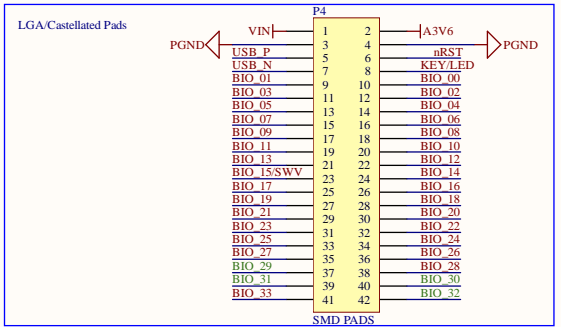 P4
LGA/Castellated Pads
VIN 1 2 A3V6
PGND 3 4 PGND
USB_P 5 6 nRST
USB_N 7 8 KEY/LED
BIO_01 9 10 BIO_00
BIO_03 11 12 BIO_02
BIO_05 13 14 BIO_04
BIO_07 15 16 BIO_06
BIO_09 17 18 BIO_08
BIO_11 19 20 BIO_10
BIO_13 21 22 BIO_12
BIO_15/SWV 23 24 BIO_14
BIO_17 25 26 BIO_16
BIO_19 27 28 BIO_18
BIO_21 29 30 BIO_20
BIO_23 31 32 BIO_22
BIO_25 33 34 BIO_24
BIO_27 35 36 BIO_26
BIO_29 37 38 BIO_28
BIO_31 39 40 BIO_30
BIO_33 41 42 BIO_32
SMD PADS